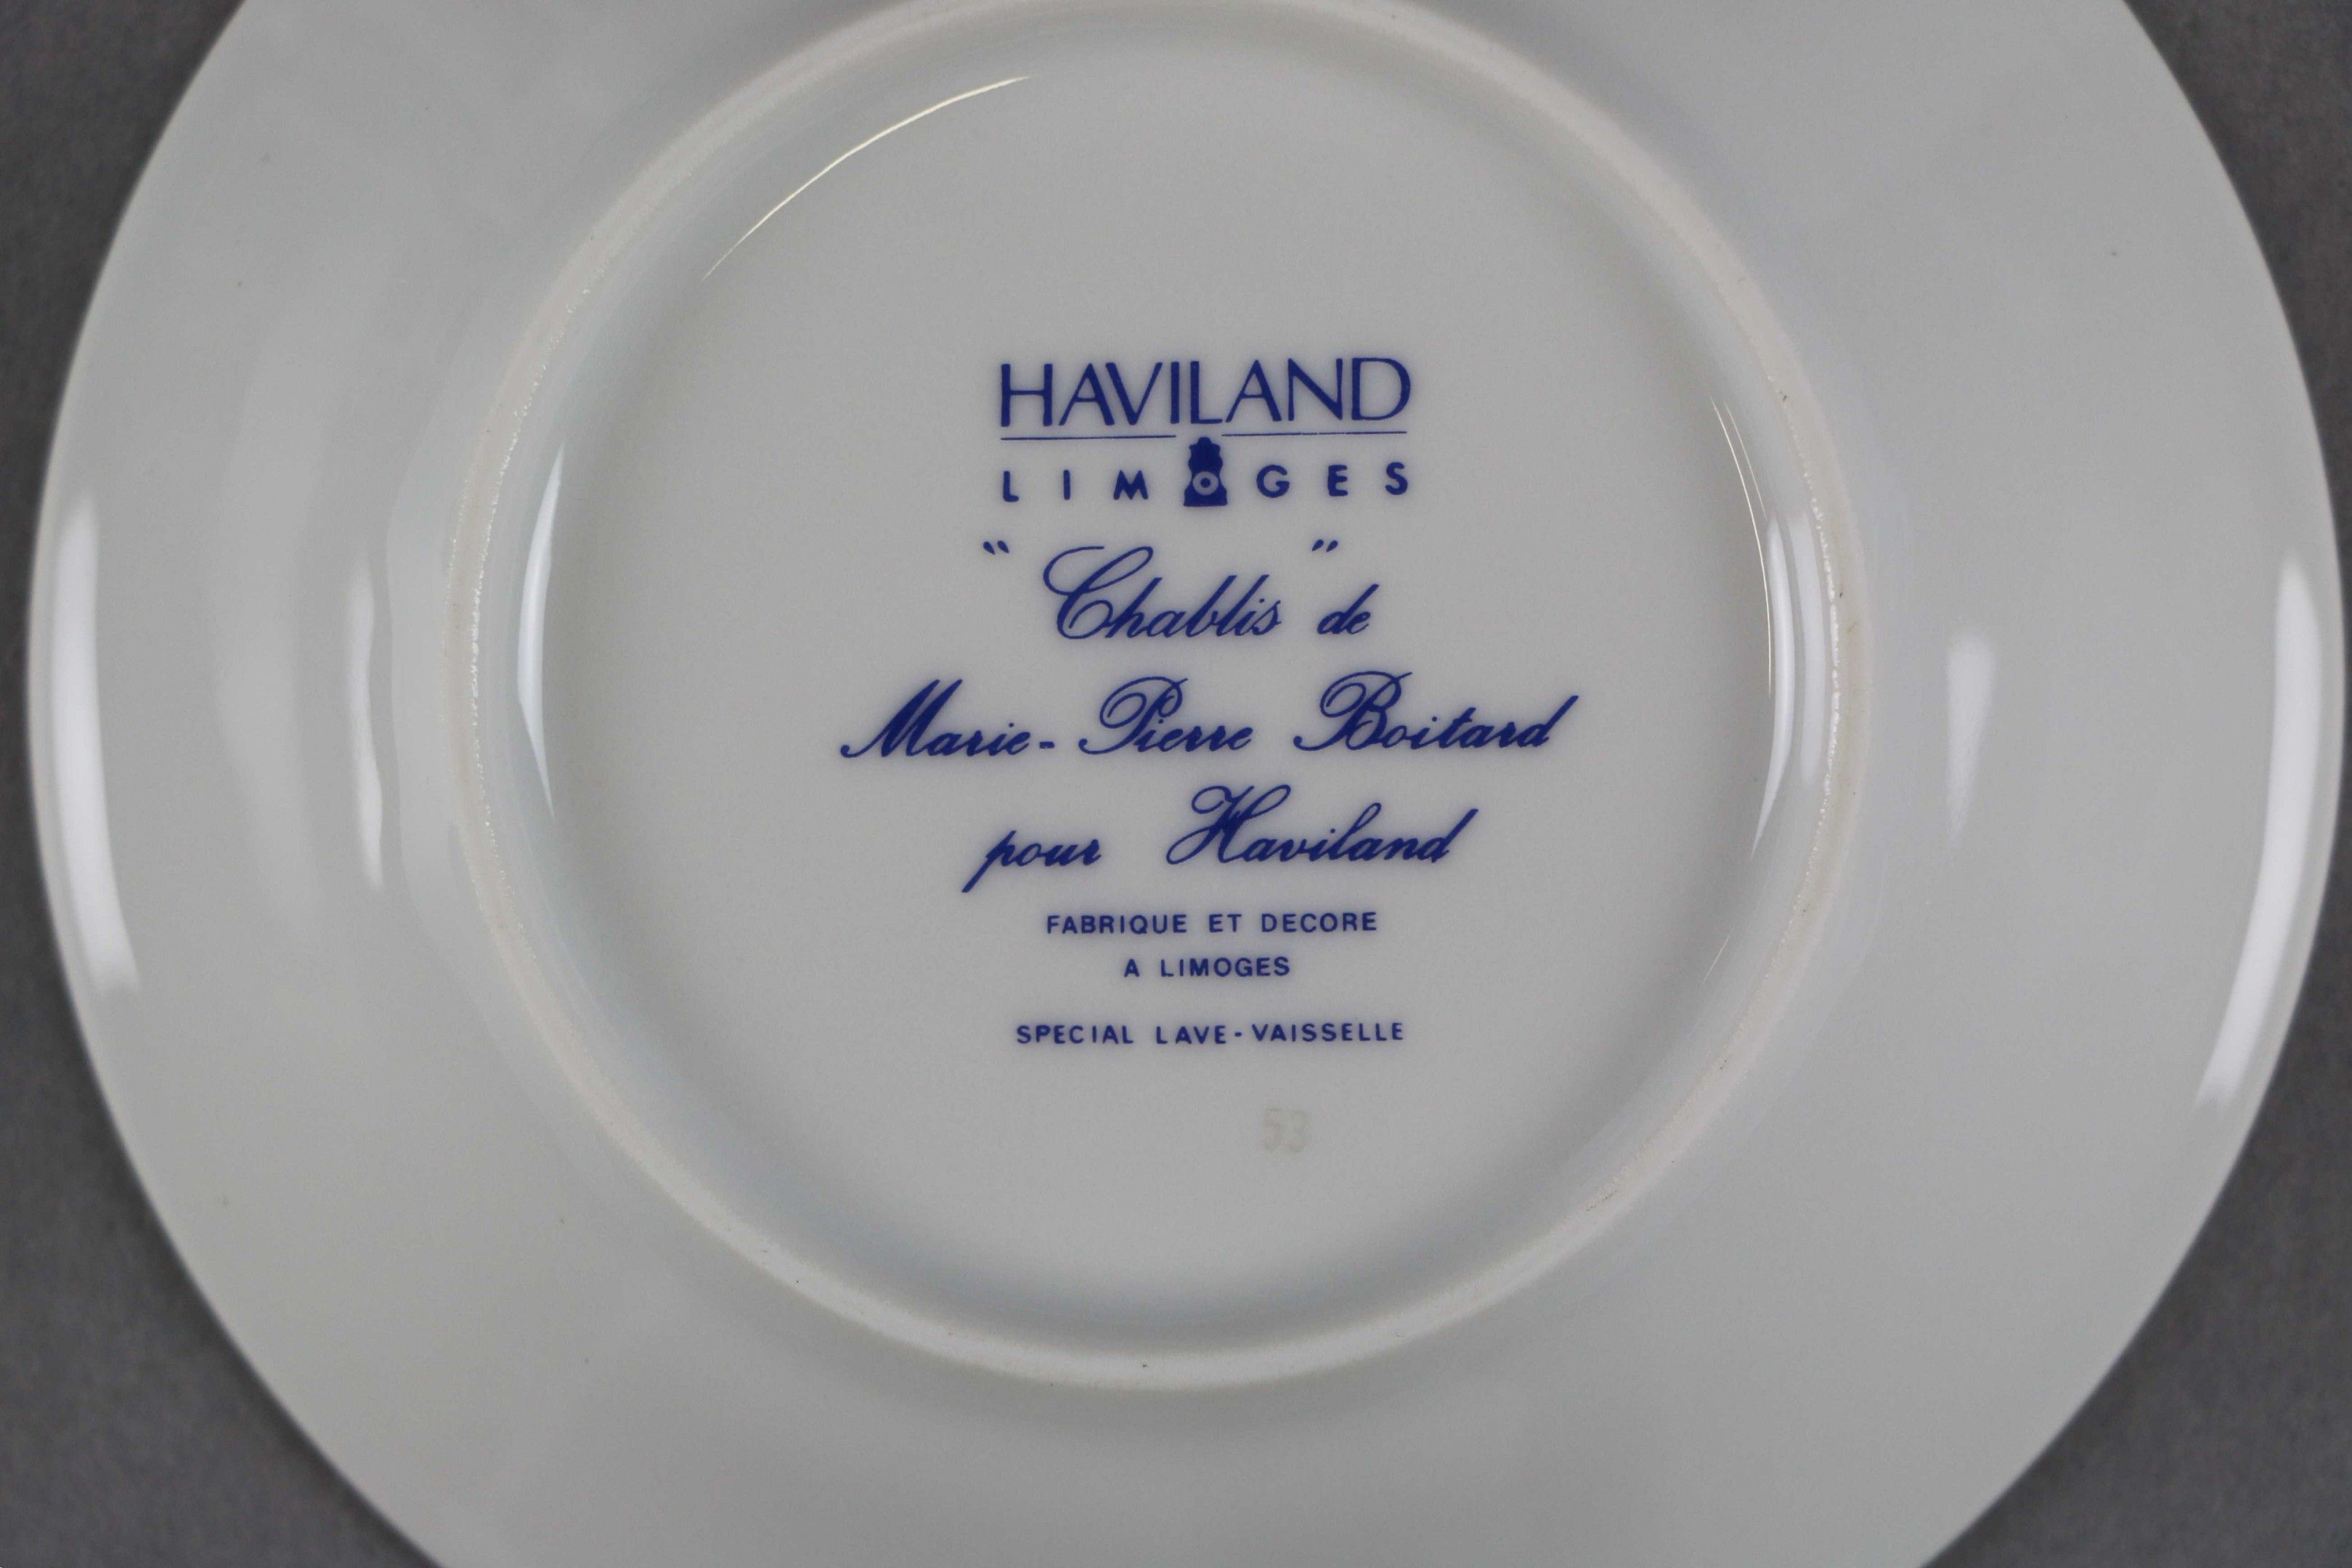 HAVILAND
LIMOGES
"Chablis" de
Marie-Pierre Boitard
pour Haviland
FABRIQUE ET DECORE
A LIMOGES
SPECIAL LAVE-VAISSELLE
53